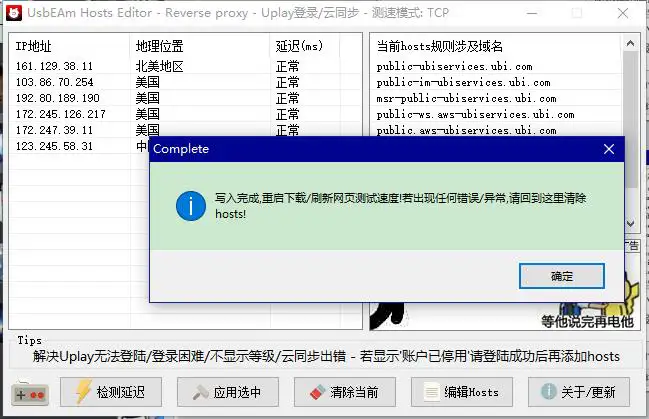 UsbEAm Hosts Editor - Reverse proxy - Uplay登录/云同步 - 测速模式: TCP
IP地址 地理位置 延迟(ms)
161.129.38.11 北美地区 正常
103.86.70.254 美国 正常
192.80.189.190 美国 正常
172.245.126.217 美国 正常
172.247.39.11 美国 正常
123.245.58.31 中
当前hosts规则涉及域名
public-ubiservices.ubi.com
public-im-ubiservices.ubi.com
msr-public-ubiservices.ubi.com
public-ws.aws-ubiservices.ubi.com
public.aws-ubiservices.ubi.com
Complete
写入完成,重启下载/刷新网页测试速度!若出现任何错误/异常,请回到这里清除
hosts!
确定
广告
等他说完再电他
Tips
解决Uplay无法登陆/登录困难/不显示等级/云同步出错 - 若显示'账户已停用'请登陆成功后再添加hosts
检测延迟
应用选中
清除当前
编辑Hosts
关于/更新